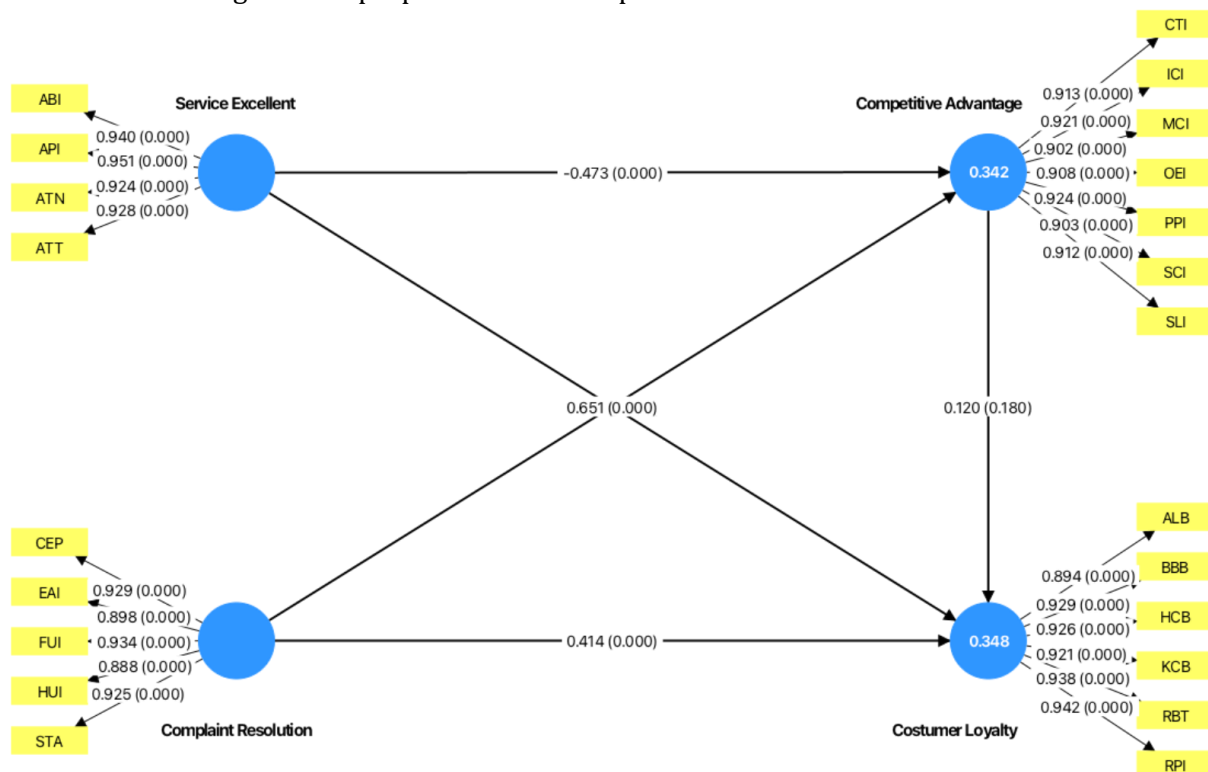 Service Excellent
Competitive Advantage
Complaint Resolution
Costumer Loyalty
ABI
API
ATN
ATT
0.940 (0.000)
0.951 (0.000)
0.924 (0.000)
0.928 (0.000)
-0.473 (0.000)
0.342
CTI
ICI
MCI
OEI
PPI
SCI
SLI
0.913 (0.000)
0.921 (0.000)
0.902 (0.000)
0.908 (0.000)
0.924 (0.000)
0.903 (0.000)
0.912 (0.000)
0.651 (0.000)
0.120 (0.180)
CEP
EAI
FUI
HUI
STA
0.929 (0.000)
0.898 (0.000)
0.934 (0.000)
0.888 (0.000)
0.925 (0.000)
0.414 (0.000)
0.348
ALB
BBB
HCB
KCB
RBT
RPI
0.894 (0.000)
0.929 (0.000)
0.926 (0.000)
0.921 (0.000)
0.938 (0.000)
0.942 (0.000)